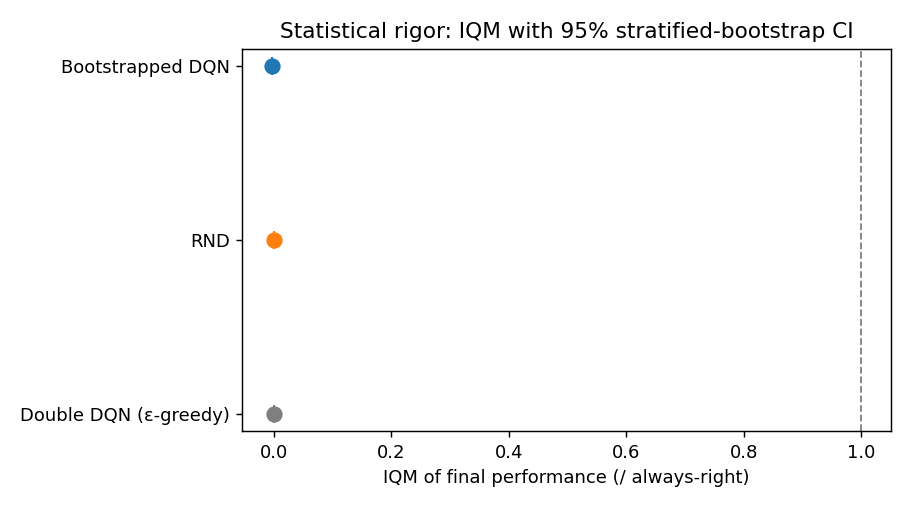 Statistical rigor: IQM with 95% stratified-bootstrap CI
Bootstrapped DQN
RND
Double DQN (ε-greedy)
0.0 0.2 0.4 0.6 0.8 1.0
IQM of final performance (/ always-right)